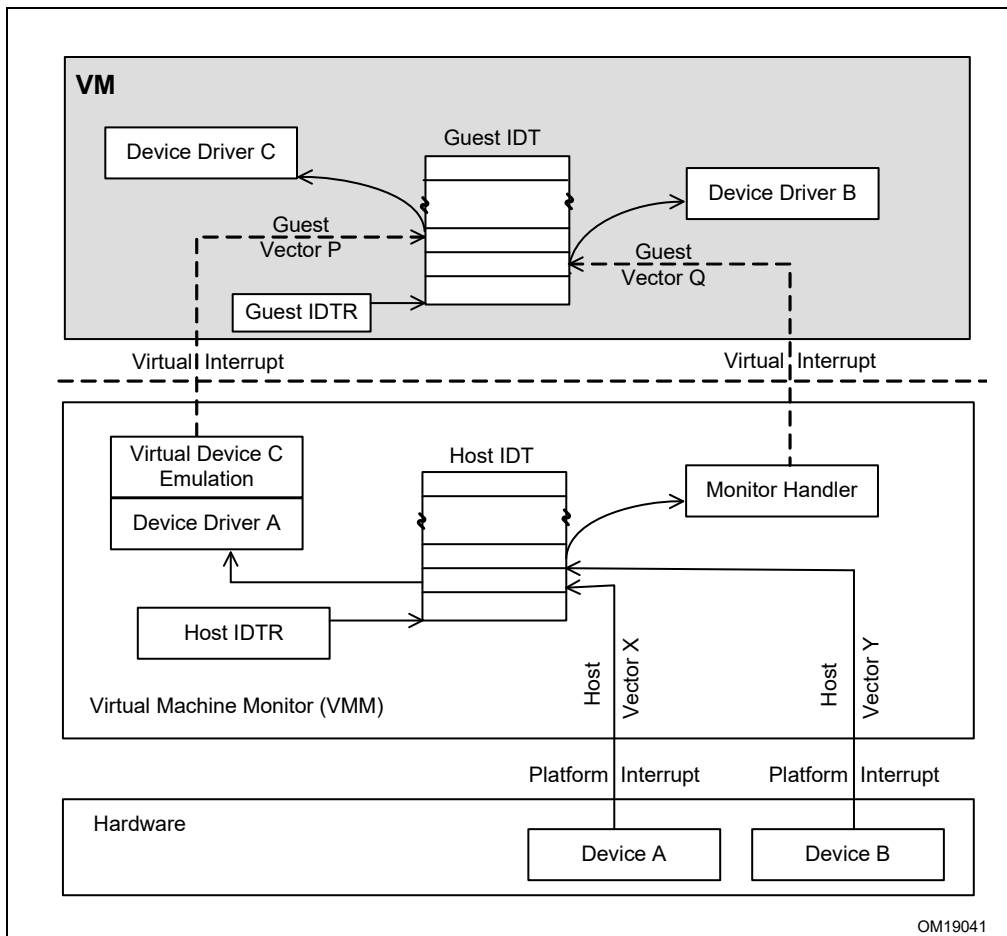 VM
Guest IDT
Device Driver C
Device Driver B
Guest
Vector P
Guest
Vector Q
Guest IDTR
Virtual Interrupt
Virtual Interrupt
Virtual Device C
Emulation
Host IDT
Monitor Handler
Device Driver A
Host IDTR
Host
Vector X
Host
Vector Y
Virtual Machine Monitor (VMM)
Platform Interrupt
Platform Interrupt
Hardware
Device A
Device B
OM19041